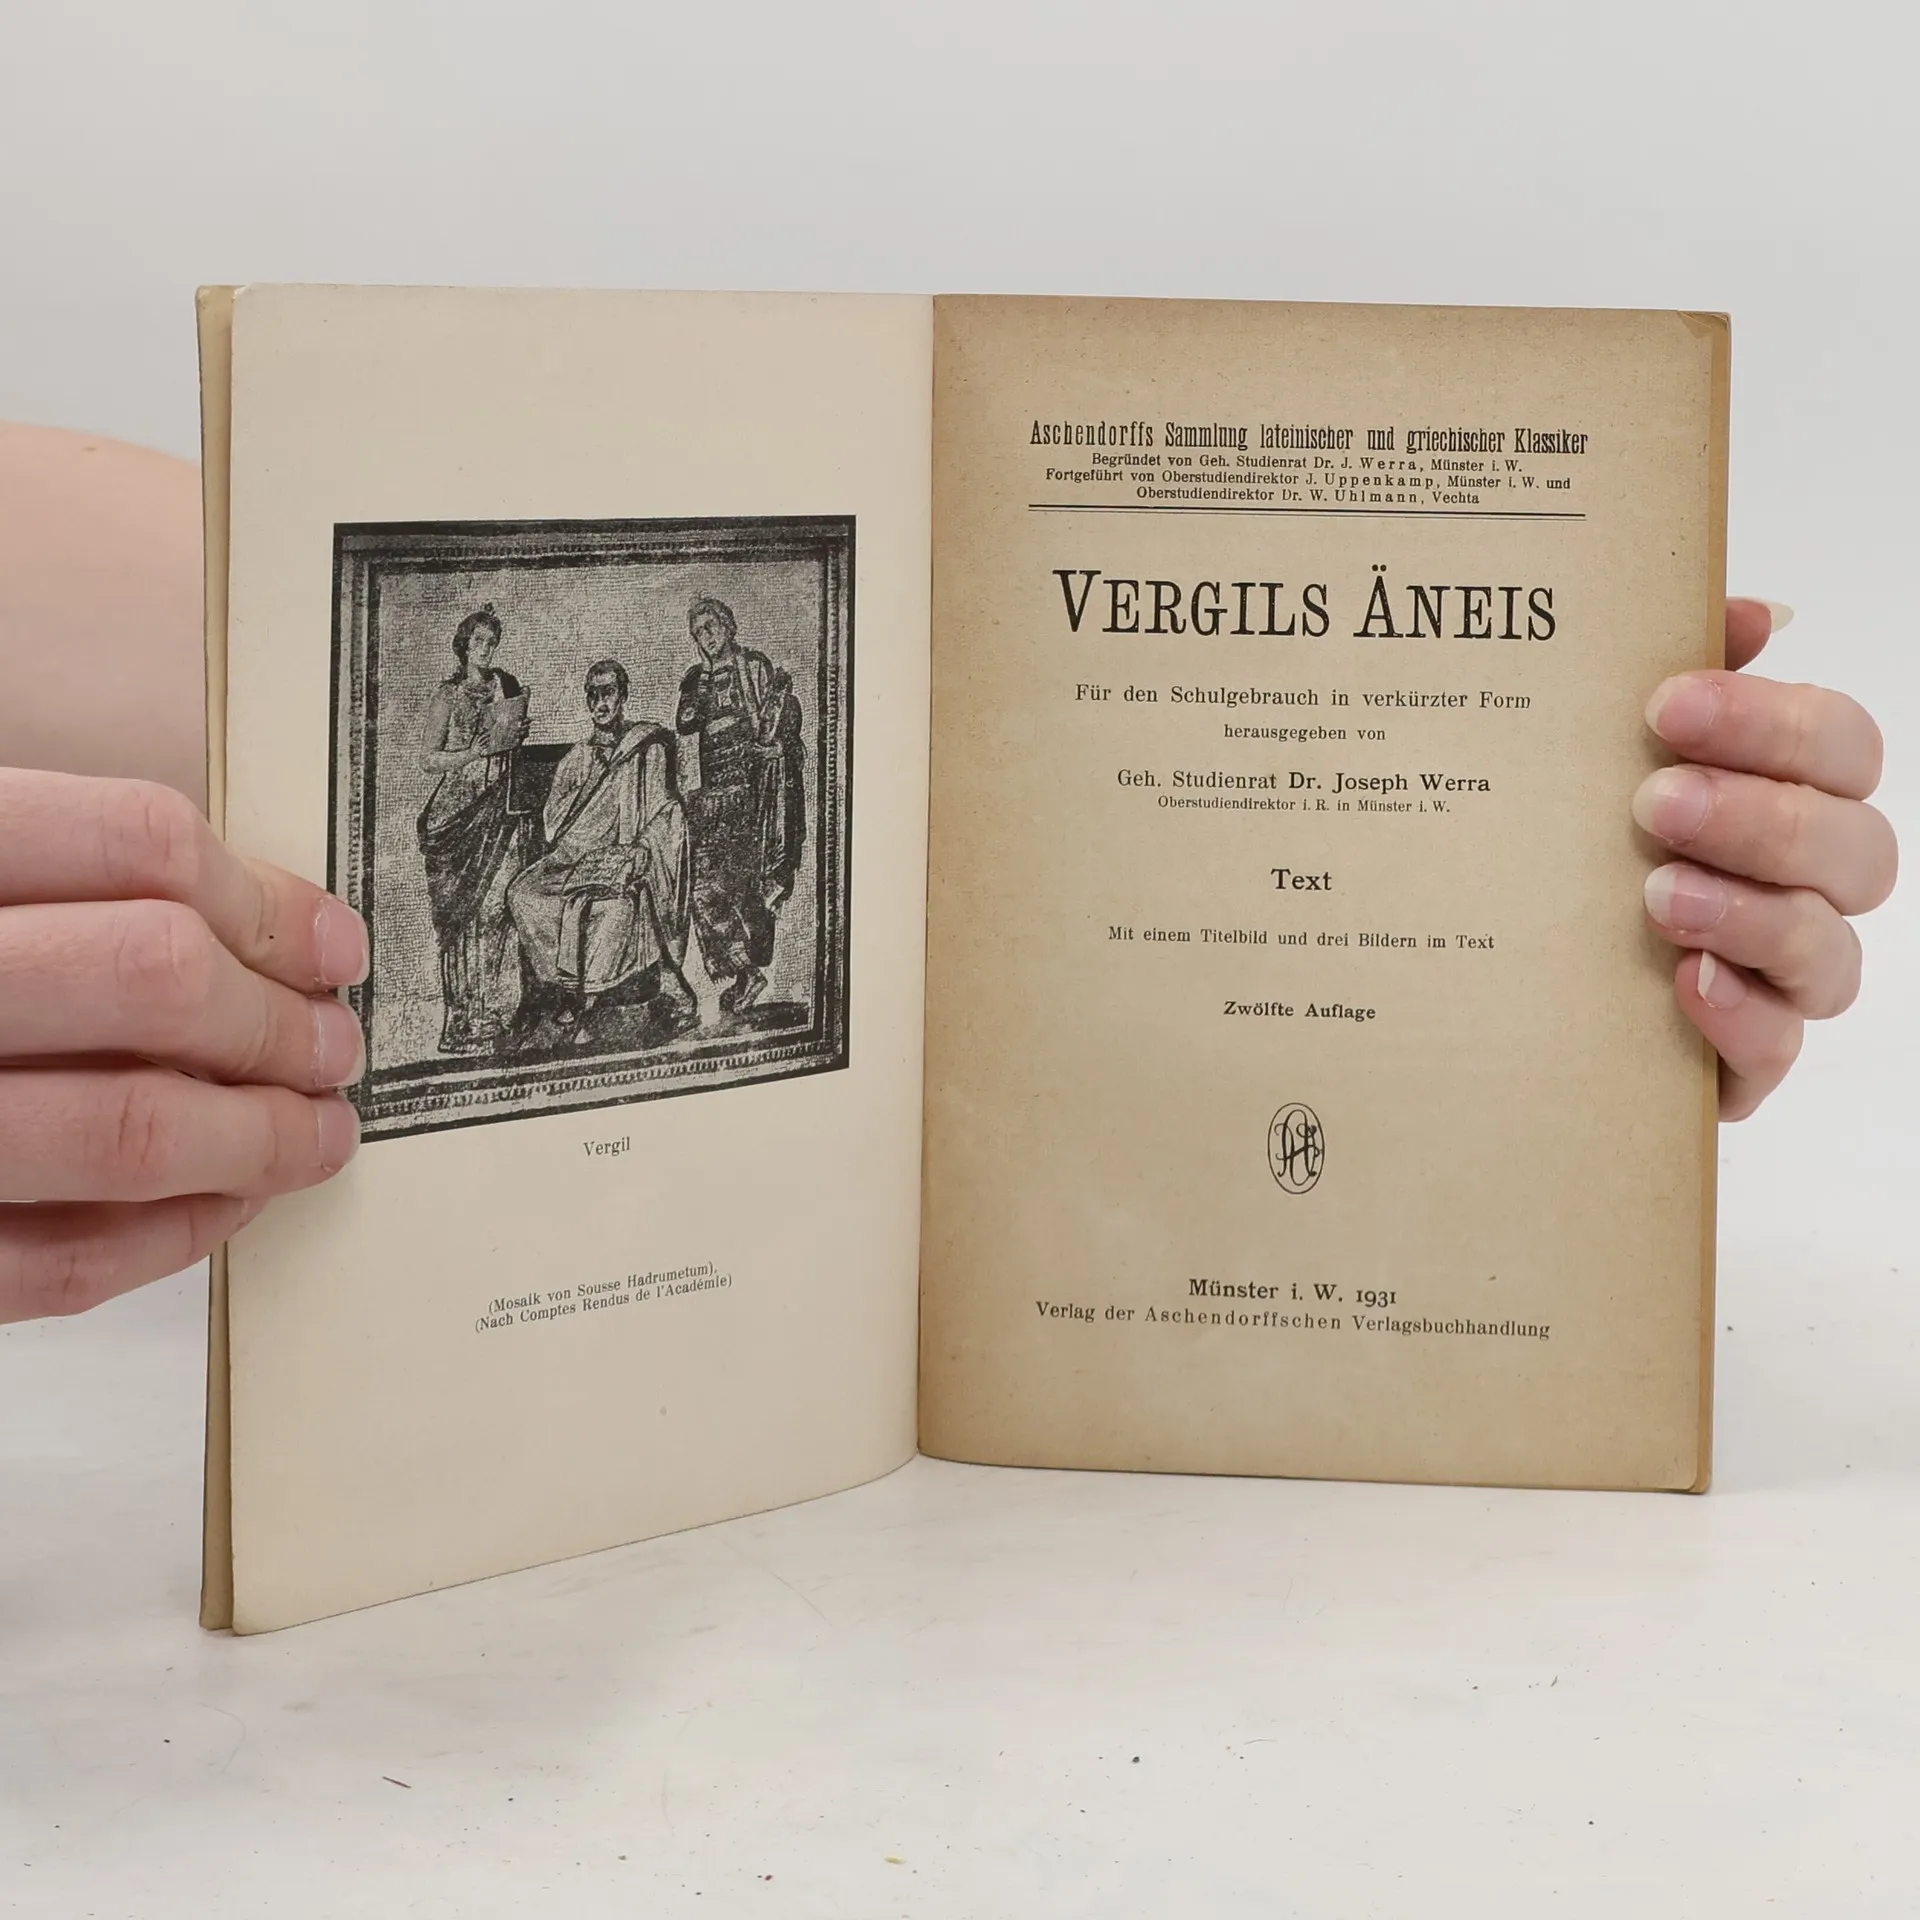 Vergil
(Mosaik von Sousse Hadrumetum).
(Nach Comptes Rendus de l'Académie)
Aschendorffs Sammlung lateinischer und griechischer Klassiker
Begründet von Geh. Studienrat Dr. J. Werra, Münster i. W.
Fortgeführt von Oberstudiendirektor J. Uppenkamp, Münster i. W. und
Oberstudiendirektor Dr. W. Uhlmann, Vechta
VERGILS ÄNEIS
Für den Schulgebrauch in verkürzter Form
herausgegeben von
Geh. Studienrat Dr. Joseph Werra
Oberstudiendirektor i. R. in Münster i. W.
Text
Mit einem Titelbild und drei Bildern im Text
Zwölfte Auflage
Münster i. W. 1931
Verlag der Aschendorffschen Verlagsbuchhandlung